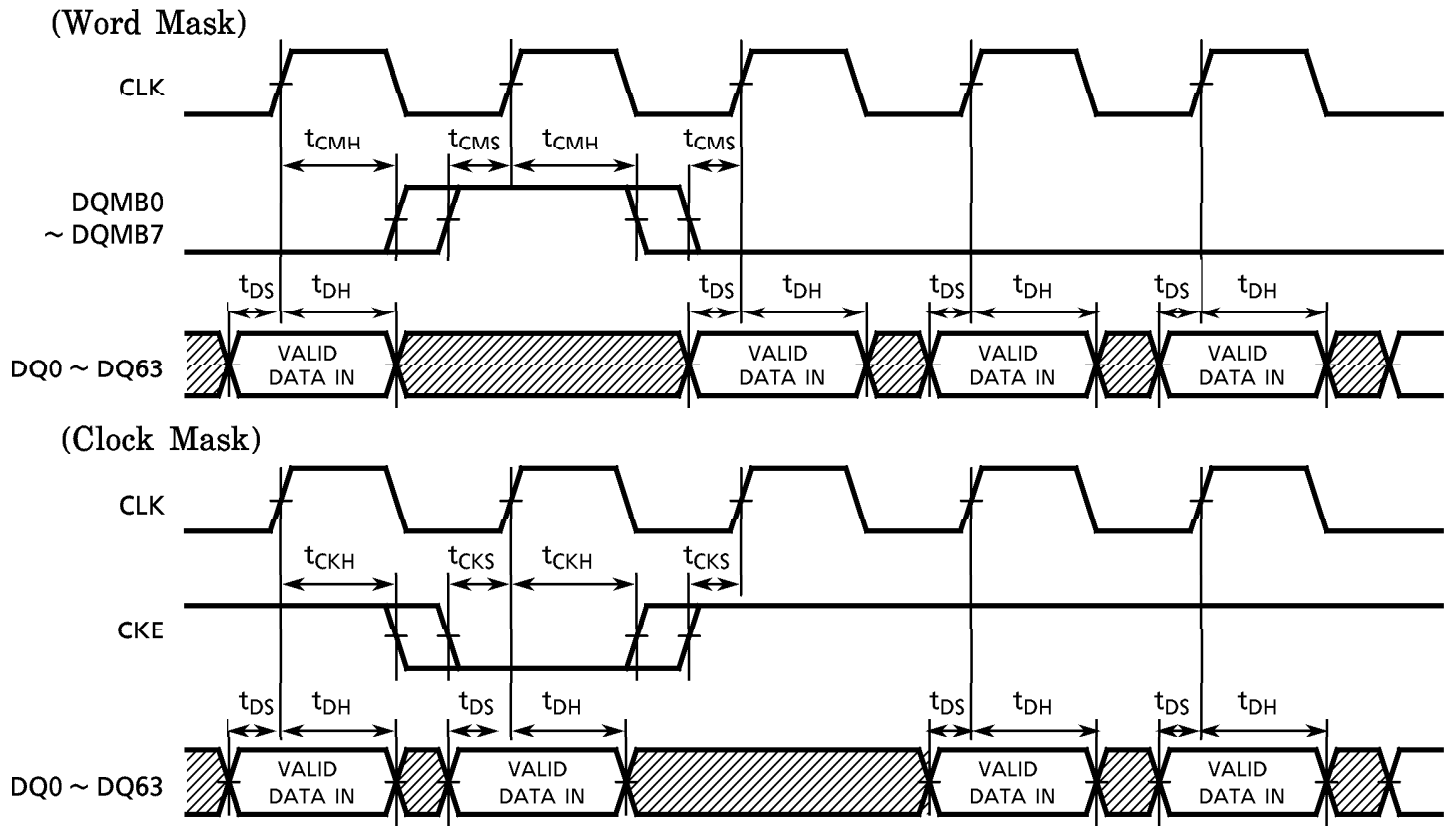 (Word Mask)
CLK
tCMH tCMS tCMH tCMS
DQMB0
~ DQMB7
tDS tDH tDS tDH tDS tDH tDS tDH
DQ0 ~ DQ63
VALID DATA IN
VALID DATA IN
VALID DATA IN
VALID DATA IN
(Clock Mask)
CLK
tCKH tCKS tCKH tCKS
CKE
tDS tDH tDS tDH tDS tDH tDS tDH
DQ0 ~ DQ63
VALID DATA IN
VALID DATA IN
VALID DATA IN
VALID DATA IN